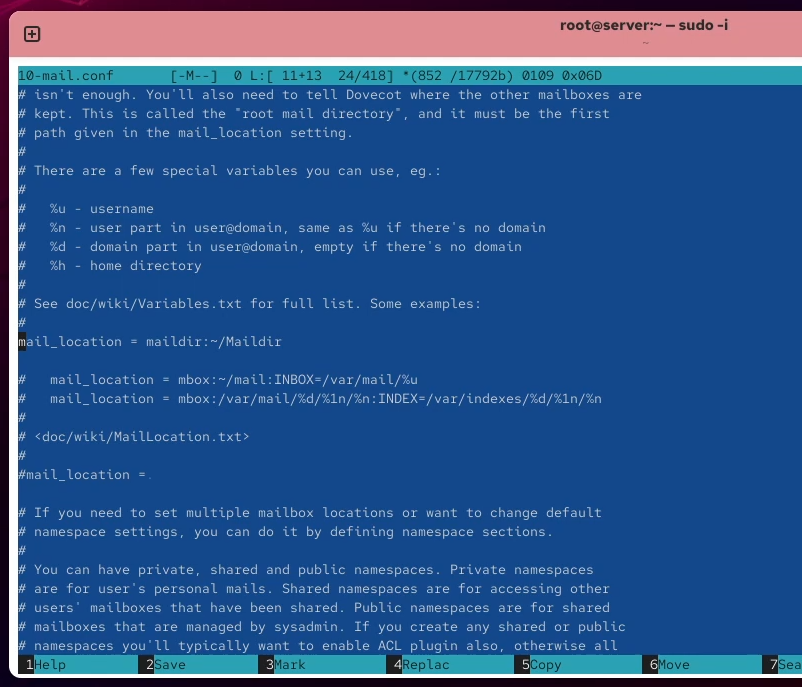 root@server:~ — sudo -i
~
10-mail.conf [-M--] 0 L:[ 11+13 24/418] *(852 /17792b) 0109 0x06D
# isn't enough. You'll also need to tell Dovecot where the other mailboxes are
# kept. This is called the "root mail directory", and it must be the first
# path given in the mail_location setting.
#
# There are a few special variables you can use, eg.:
#
#   %u - username
#   %n - user part in user@domain, same as %u if there's no domain
#   %d - domain part in user@domain, empty if there's no domain
#   %h - home directory
#
# See doc/wiki/Variables.txt for full list. Some examples:
#
mail_location = maildir:~/Maildir
#   mail_location = mbox:~/mail:INBOX=/var/mail/%u
#   mail_location = mbox:/var/mail/%d/%1n/%n:INDEX=/var/indexes/%d/%1n/%n
#
# <doc/wiki/MailLocation.txt>
#
#mail_location =.
# If you need to set multiple mailbox locations or want to change default
# namespace settings, you can do it by defining namespace sections.
#
# You can have private, shared and public namespaces. Private namespaces
# are for user's personal mails. Shared namespaces are for accessing other
# users' mailboxes that have been shared. Public namespaces are for shared
# mailboxes that are managed by sysadmin. If you create any shared or public
# namespaces you'll typically want to enable ACL plugin also, otherwise all
1Help 2Save 3Mark 4Replac 5Copy 6Move 7Sea